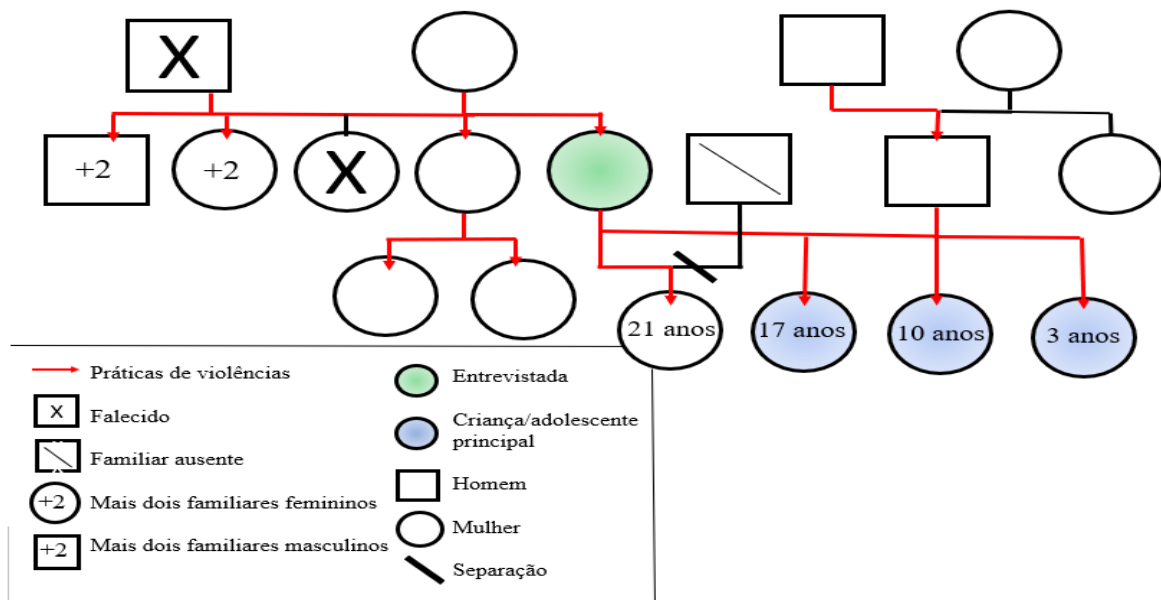 X
+2
+2
X
21 anos
17 anos
10 anos
3 anos
Práticas de violências
X
Falecido
Familiar ausente
+2
Mais dois familiares femininos
+2
Mais dois familiares masculinos
Entrevistada
Criança/adolescente
principal
Homem
Mulher
Separação